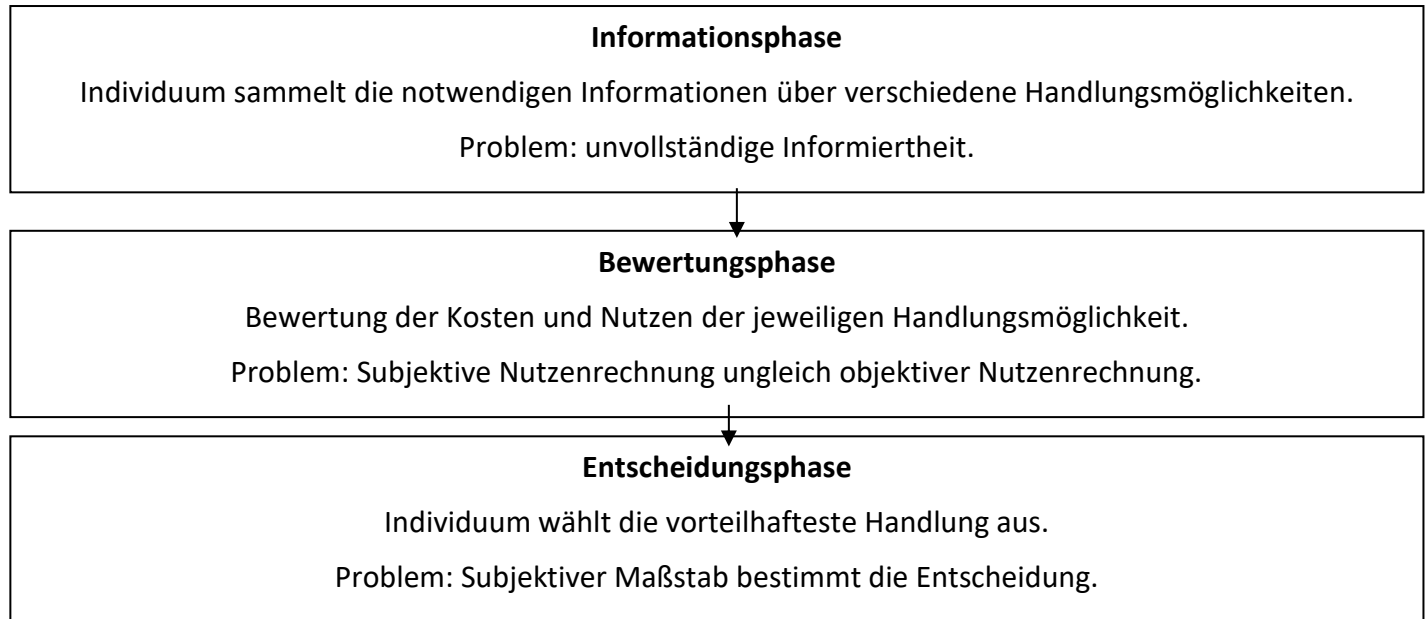 Informationsphase
Individuum sammelt die notwendigen Informationen über verschiedene Handlungsmöglichkeiten.
Problem: unvollständige Informiertheit.
Bewertungsphase
Bewertung der Kosten und Nutzen der jeweiligen Handlungsmöglichkeit.
Problem: Subjektive Nutzenrechnung ungleich objektiver Nutzenrechnung.
Entscheidungsphase
Individuum wählt die vorteilhafteste Handlung aus.
Problem: Subjektiver Maßstab bestimmt die Entscheidung.